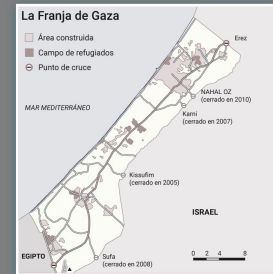 La Franja de Gaza
Área construida
Campo de refugiados
Punto de cruce
Erez
NAHAL OZ
(cerrado en 2010)
Karni
(cerrado en 2007)
MAR MEDITERRÁNEO
Kissufim
(cerrado en 2005)
ISRAEL
EGIPTO
Sufa
(cerrado en 2008)
0 2 4 8